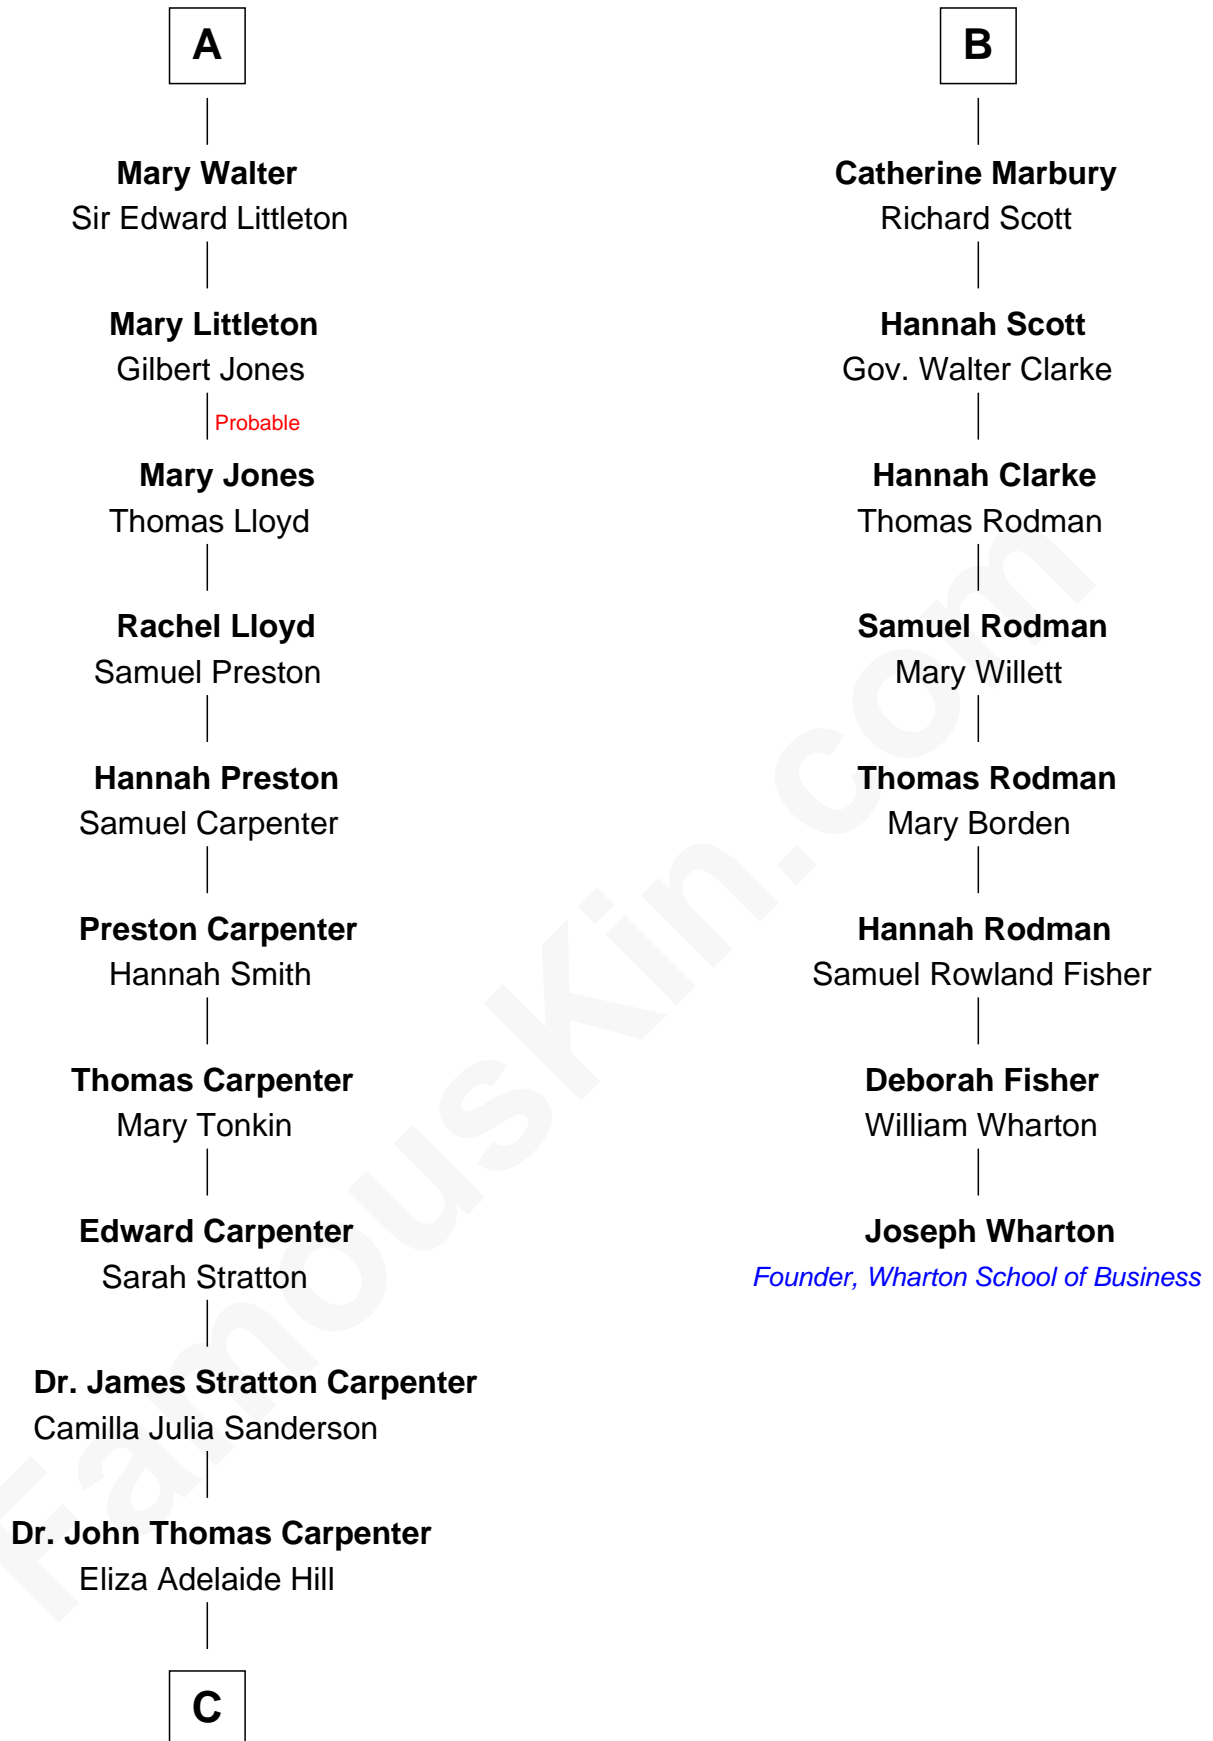 A
Mary Walter
Sir Edward Littleton
Mary Littleton
Gilbert Jones
Probable
Mary Jones
Thomas Lloyd
Rachel Lloyd
Samuel Preston
Hannah Preston
Samuel Carpenter
Preston Carpenter
Hannah Smith
Thomas Carpenter
Mary Tonkin
Edward Carpenter
Sarah Stratton
Dr. James Stratton Carpenter
Camilla Julia Sanderson
Dr. John Thomas Carpenter
Eliza Adelaide Hill
C
B
Catherine Marbury
Richard Scott
Hannah Scott
Gov. Walter Clarke
Hannah Clarke
Thomas Rodman
Samuel Rodman
Mary Willett
Thomas Rodman
Mary Borden
Hannah Rodman
Samuel Rowland Fisher
Deborah Fisher
William Wharton
Joseph Wharton
Founder, Wharton School of Business
FamousKin.com